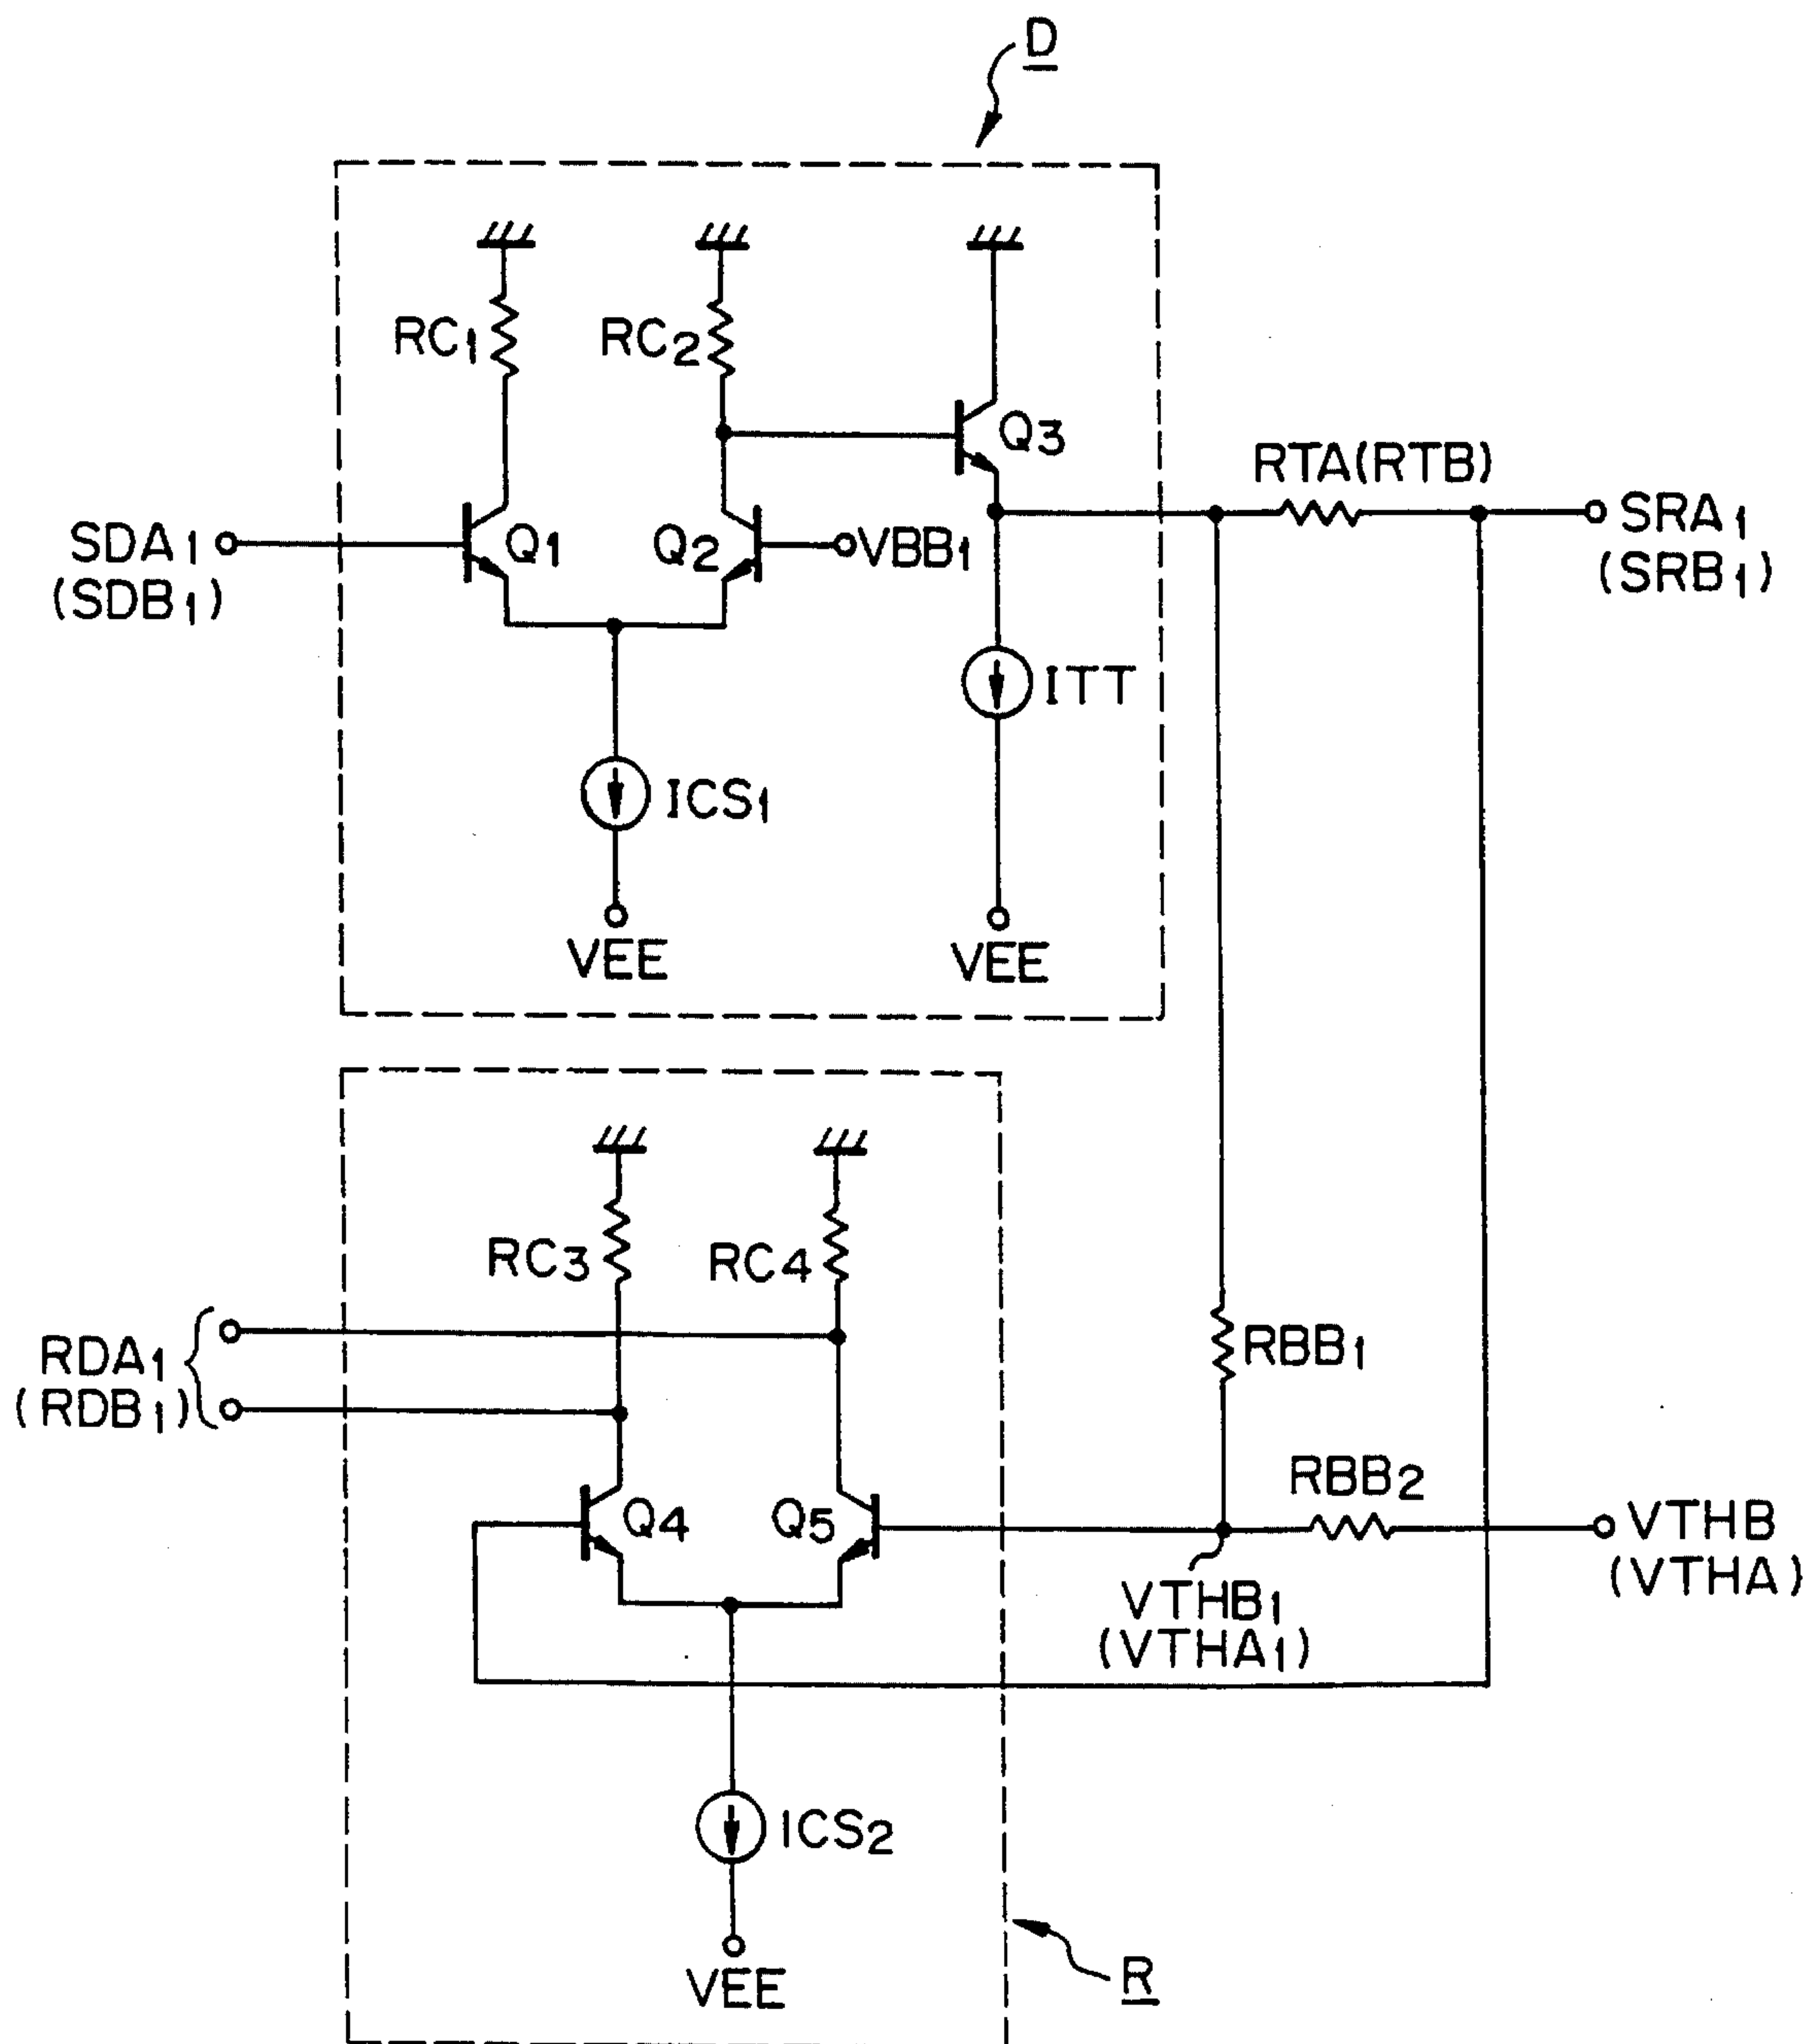 D
RC1
RC2
Q3
RTA(RTB)
SDA1
(SDB1)
Q1
Q2
VBB1
SRA1
(SRB1)
ITT
ICS1
VEE
VEE
RC3
RC4
RDA1
(RDB1)
RBB1
RBB2
Q4
Q5
VTHB
(VTHA)
VTHB1
(VTHA1)
ICS2
VEE
R